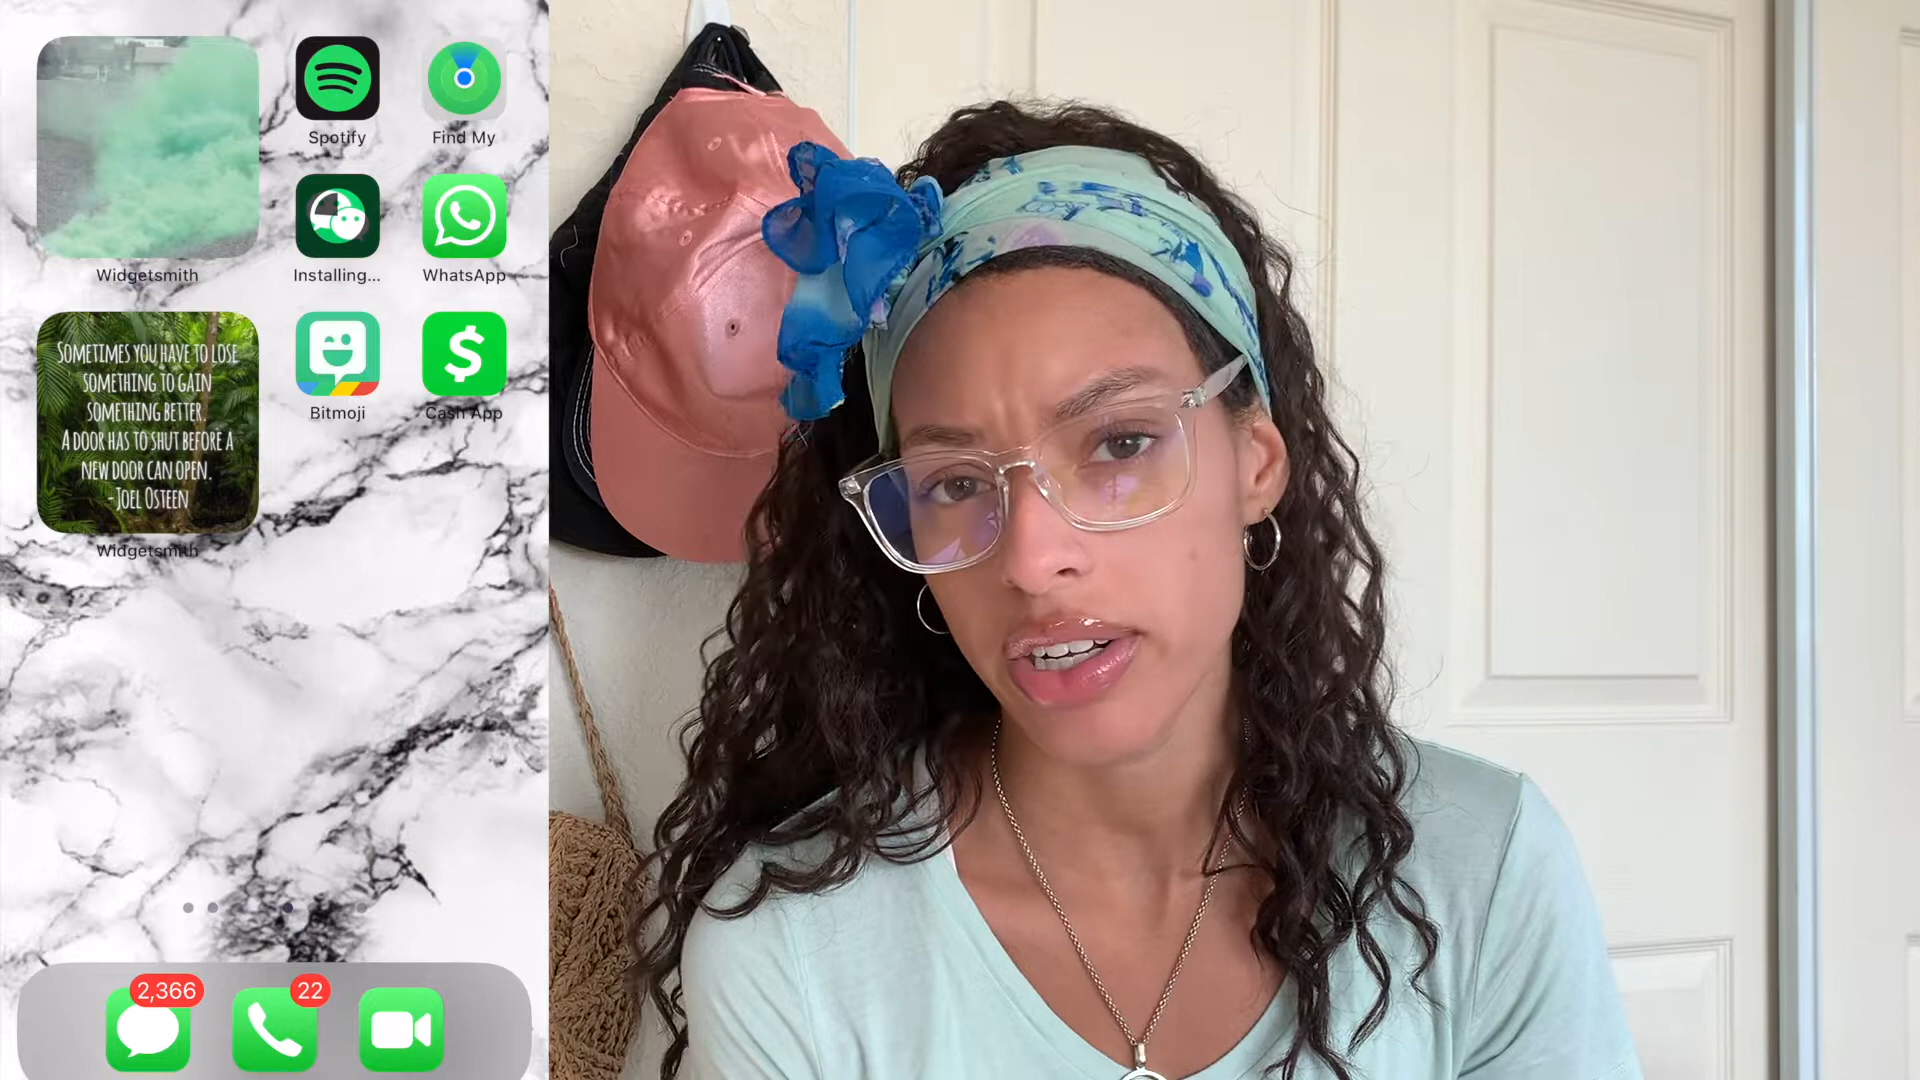 Spotify
Find My
Widgetsmith
Installing...
WhatsApp
SOMETIMES YOU HAVE TO LOSE
SOMETHING TO GAIN
SOMETHING BETTER.
A DOOR HAS TO SHUT BEFORE A
NEW DOOR CAN OPEN.
-JOEL OSTEEN
Bitmoji
$
Cash App
Widgetsmith
2,366
22